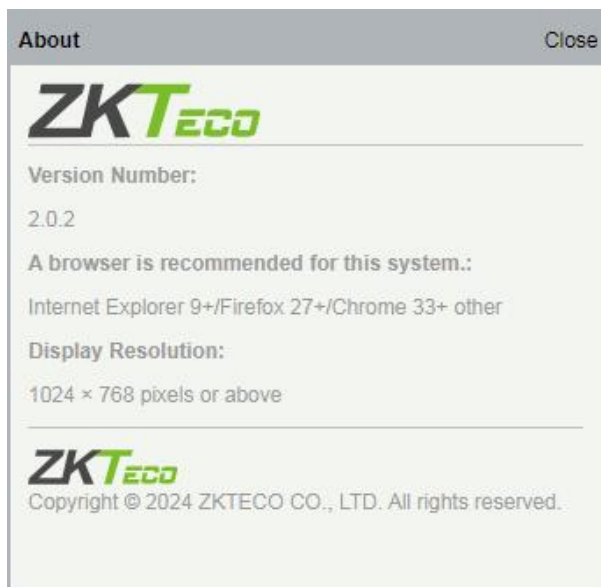 About
Close
ZKTECO
Version Number:
2.0.2
A browser is recommended for this system.:
Internet Explorer 9+/Firefox 27+/Chrome 33+ other
Display Resolution:
1024 × 768 pixels or above
ZKTECO
Copyright © 2024 ZKTECO CO., LTD. All rights reserved.